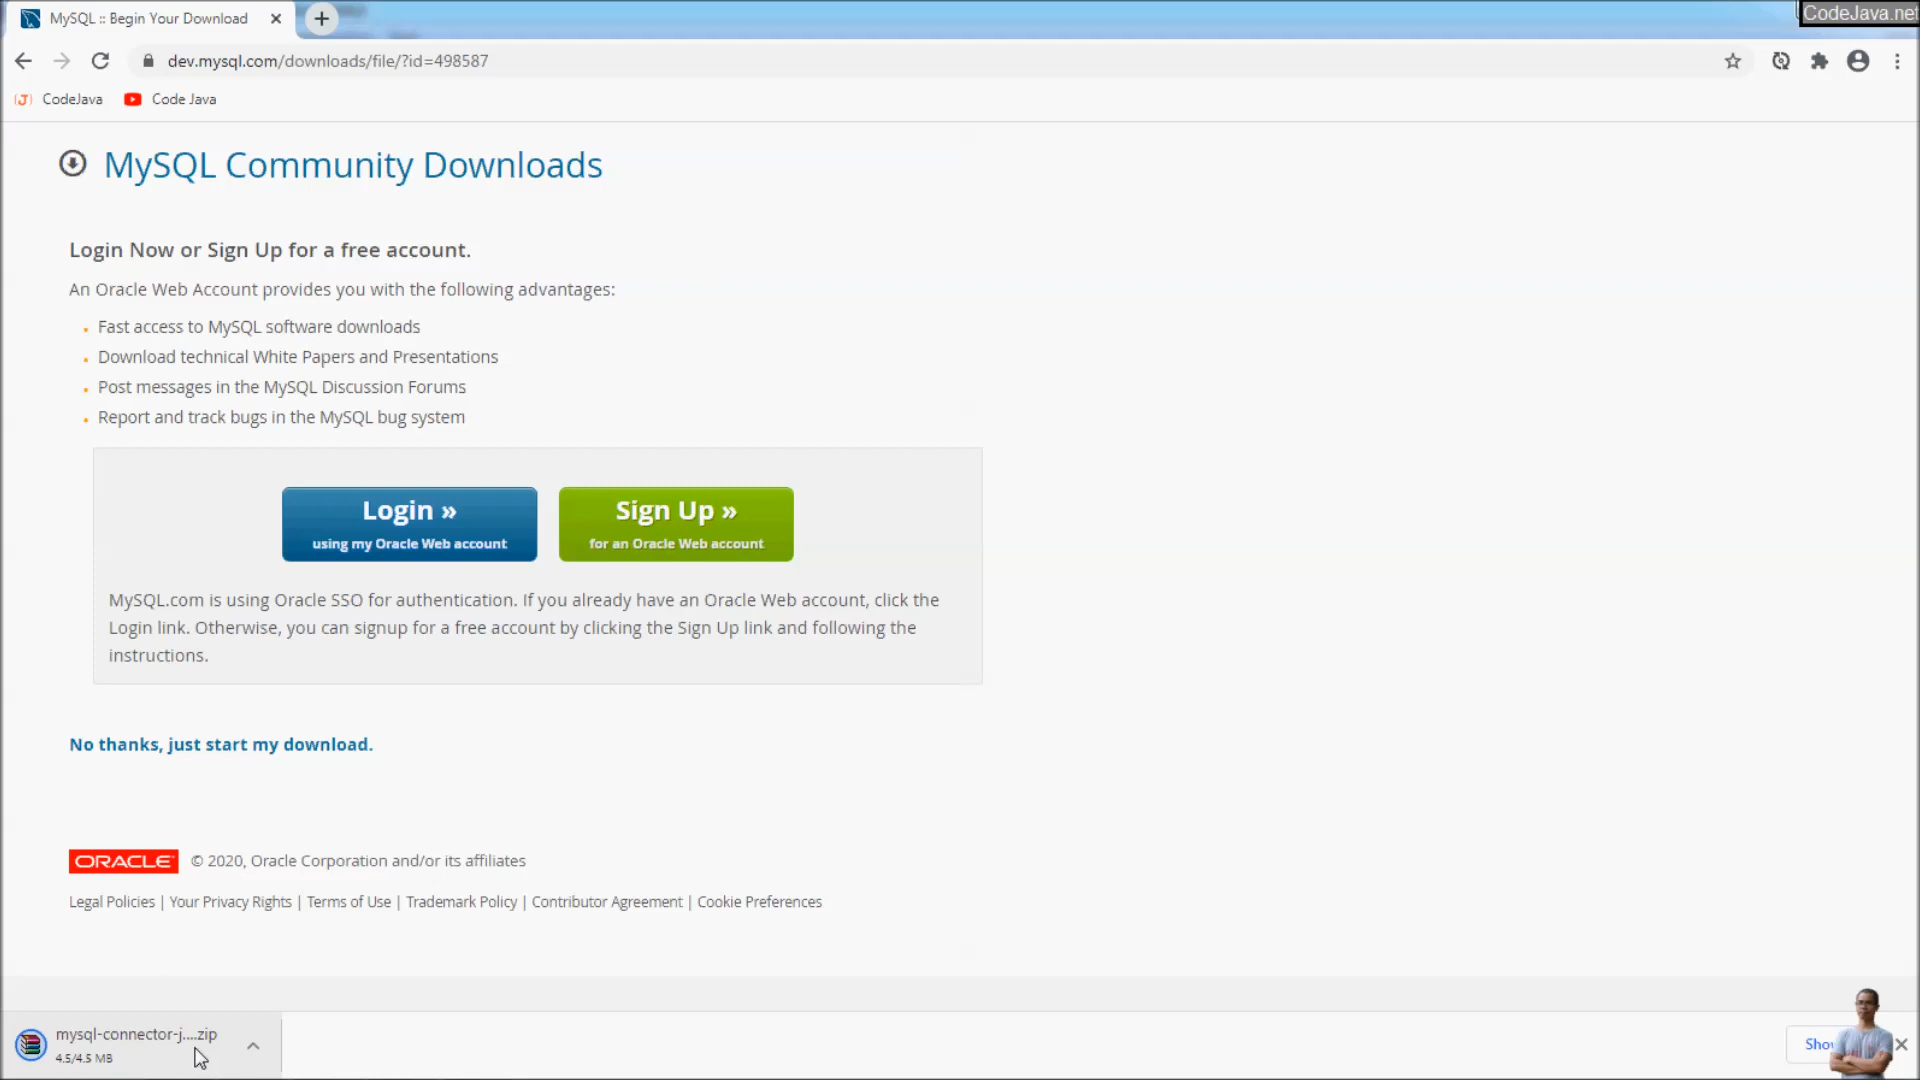 MySQL :: Begin Your Download
CodeJava.net
dev.mysql.com/downloads/file/?id=498587
CodeJava
Code Java
MySQL Community Downloads
Login Now or Sign Up for a free account.
An Oracle Web Account provides you with the following advantages:
Fast access to MySQL software downloads
Download technical White Papers and Presentations
Post messages in the MySQL Discussion Forums
Report and track bugs in the MySQL bug system
Login »
using my Oracle Web account
Sign Up »
for an Oracle Web account
MySQL.com is using Oracle SSO for authentication. If you already have an Oracle Web account, click the
Login link. Otherwise, you can signup for a free account by clicking the Sign Up link and following the
instructions.
No thanks, just start my download.
ORACLE © 2020, Oracle Corporation and/or its affiliates
Legal Policies | Your Privacy Rights | Terms of Use | Trademark Policy | Contributor Agreement | Cookie Preferences
mysql-connector-j....zip
4.5/4.5 MB